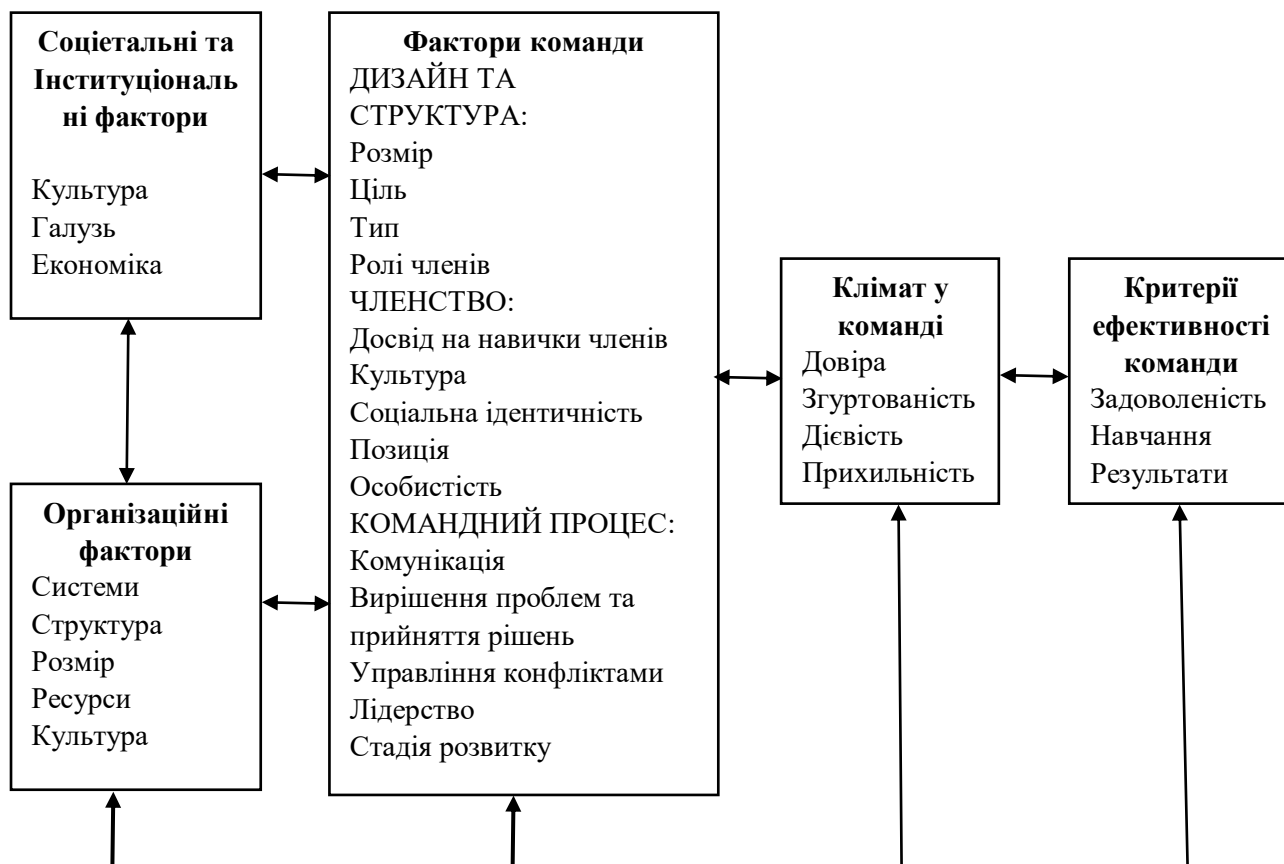 Соціетальні та
Інституціональ
ні фактори
Культура
Галузь
Економіка
Організаційні
фактори
Системи
Структура
Розмір
Ресурси
Культура
Фактори команди
ДИЗАЙН ТА
СТРУКТУРА:
Розмір
Ціль
Тип
Ролі членів
ЧЛЕНСТВО:
Досвід на навички членів
Культура
Соціальна ідентичність
Позиція
Особистість
КОМАНДНИЙ ПРОЦЕС:
Комунікація
Вирішення проблем та
прийняття рішень
Управління конфліктами
Лідерство
Стадія розвитку
Клімат у
команді
Довіра
Згуртованість
Дієвість
Прихильність
Критерії
ефективності
команди
Задоволеність
Навчання
Результати